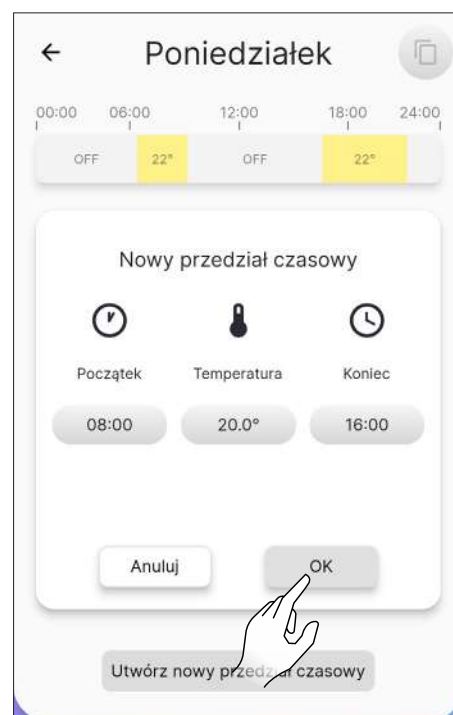 Poniedziałek
00:00 06:00 12:00 18:00 24:00
OFF 22° OFF 22°
Nowy przedział czasowy
Początek Temperatura Koniec
08:00 20.0° 16:00
Anuluj OK
Utwórz nowy przedział czasowy